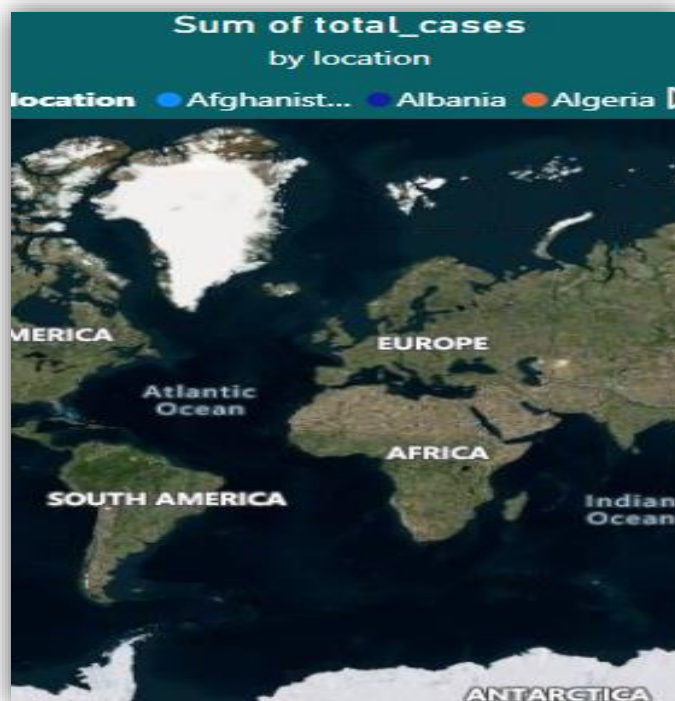 Sum of total_cases
by location
location Afghanist... Albania Algeria
MERICA
EUROPE
Atlantic
Ocean
AFRICA
SOUTH AMERICA
Indian
Ocean
ANTARCTICA